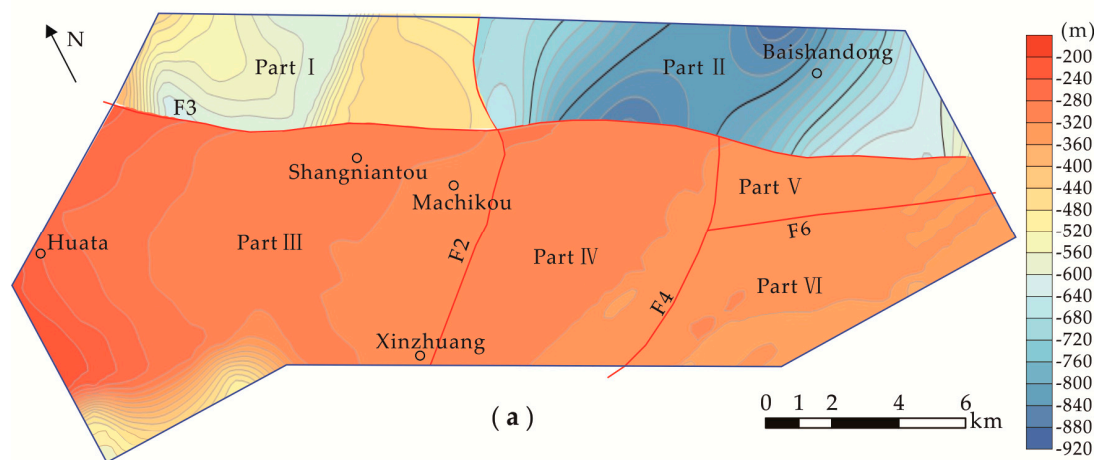 N
Part Ⅰ
Part Ⅱ
Baishandong
F3
Shangniantou
Machikou
Part Ⅴ
Huata
Part Ⅲ
F2
Part Ⅳ
F6
F4
Part Ⅵ
Xinzhuang
(a)
0 1 2 4 6
km
(m)
-200
-240
-280
-320
-360
-400
-440
-480
-520
-560
-600
-640
-680
-720
-760
-800
-840
-880
-920